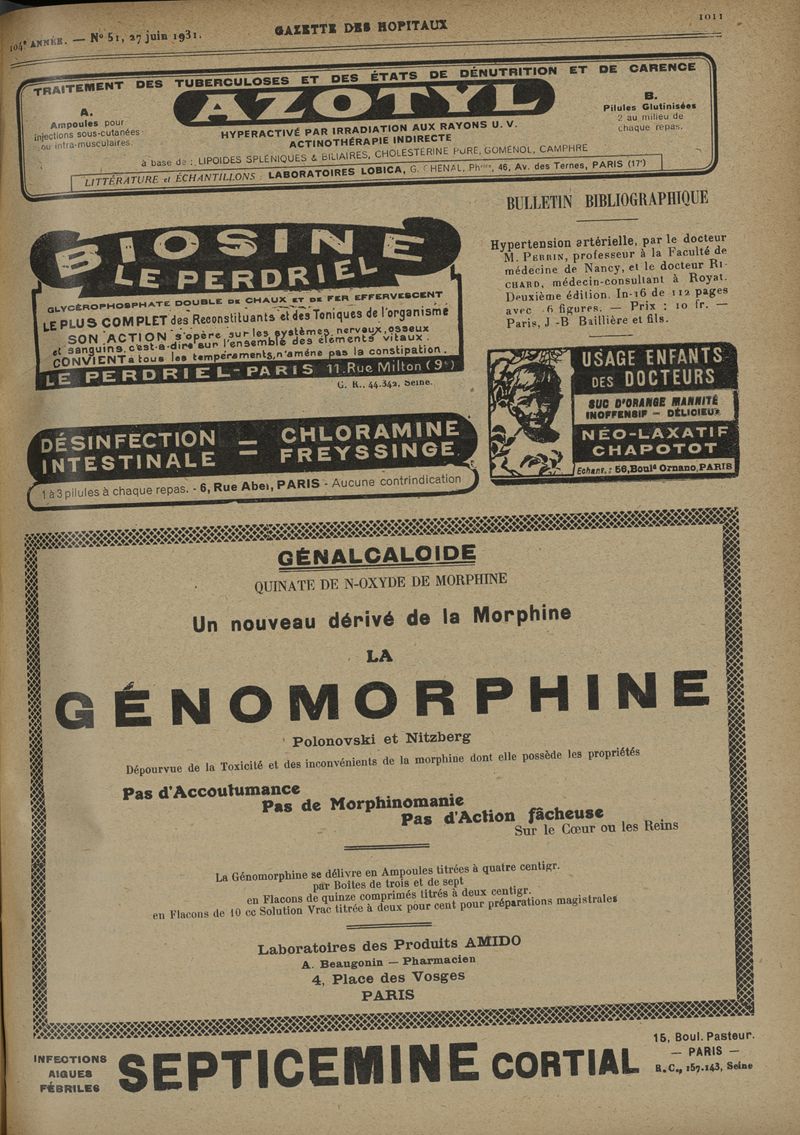 104e ANNÉE. — N° 51, 27 juin 1931.
GAZETTE DES HOPITAUX
1011
TRAITEMENT DES TUBERCULOSES ET DES ÉTATS DE DÉNUTRITION ET DE CARENCE
AZOTYL
A.
Ampoules pour
injections sous-cutanées
ou intra-musculaires.
B.
Pilules Glutinisées
2 au milieu de
chaque repas.
HYPERACTIVÉ PAR IRRADIATION AUX RAYONS U. V.
ACTINOTHÉRAPIE INDIRECTE
à base de : LIPOIDES SPLÉNIQUES & BILIAIRES, CHOLESTÉRINE PURE, GOMÉNOL, CAMPHRE
LITTÉRATURE et ÉCHANTILLONS : LABORATOIRES LOBICA, G. CHENAL, Phcien, 46, Av. des Ternes, PARIS (17e)
BIOSINE
LE PERDRIEL
GLYCÉROPHOSPHATE DOUBLE DE CHAUX ET DE FER EFFERVESCENT
LE PLUS COMPLET des Reconstituants et des Toniques de l'organisme
SON ACTION s'opère sur les systèmes nerveux, osseux
et sanguins, c'est-à-dire sur l'ensemble des éléments vitaux.
CONVIENT à tous les tempéraments, n'amène pas la constipation.
LE PERDRIEL-PARIS 11.Rue Milton (9e)
G. R., 44.342, Seine.
DÉSINFECTION
INTESTINALE
=
CHLORAMINE
FREYSSINGE
1 à 3 pilules à chaque repas. - 6, Rue Abel, PARIS - Aucune contrindication
BULLETIN BIBLIOGRAPHIQUE
Hypertension artérielle, par le docteur
M. PERRIN, professeur à la Faculté de
médecine de Nancy, et le docteur RI-
CHARD, médecin-consultant à Royat.
Deuxième édition. In-16 de 112 pages
avec 6 figures. — Prix : 10 fr. —
Paris, J -B Baillière et fils.
USAGE ENFANTS
DES DOCTEURS
SUC D'ORANGE MANNITÉ
INOFFENSIF - DÉLICIEUX
NÉO-LAXATIF
CHAPOTOT
Echant. : 56, Bould Ornano, PARIS
GÉNALCALOIDE
QUINATE DE N-OXYDE DE MORPHINE
Un nouveau dérivé de la Morphine
LA
GÉNOMORPHINE
Polonovski et Nitzberg
Dépourvue de la Toxicité et des inconvénients de la morphine dont elle possède les propriétés
Pas d'Accoutumance
Pas de Morphinomanie
Pas d'Action fâcheuse
Sur le Cœur ou les Reins
La Génomorphine se délivre en Ampoules titrées à quatre centigr.
par Boites de trois et de sept
en Flacons de quinze comprimés titrés à deux centigr.
en Flacons de 10 cc Solution Vrac titrée à deux pour cent pour préparations magistrales
Laboratoires des Produits AMIDO
A. Beaugonin — Pharmacien
4, Place des Vosges
PARIS
INFECTIONS
AIGUES
FÉBRILES
SEPTICEMINE CORTIAL
15, Boul. Pasteur.
— PARIS —
R.C., 157.143, Seine